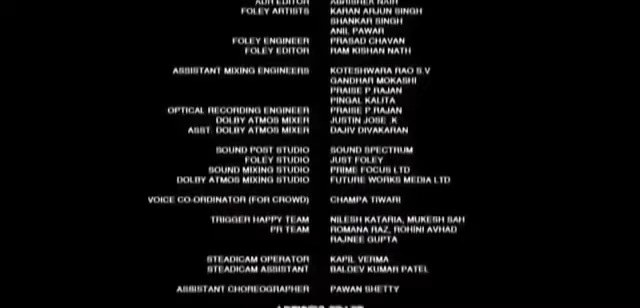 ADR EDITOR ABHISHEK NAIR
FOLEY ARTISTS KARAN ARJUN SINGH
SHANKAR SINGH
ANIL PAWAR
FOLEY ENGINEER PRASAD CHAVAN
FOLEY EDITOR RAM KISHAN NATH
ASSISTANT MIXING ENGINEERS KOTESHWARA RAO S.V
GANDHAR MOKASHI
PRAISE P.RAJAN
PINGAL KALITA
OPTICAL RECORDING ENGINEER PRAISE P.RAJAN
DOLBY ATMOS MIXER JUSTIN JOSE .K
ASST. DOLBY ATMOS MIXER DAJIV DIVAKARAN
SOUND POST STUDIO SOUND SPECTRUM
FOLEY STUDIO JUST FOLEY
SOUND MIXING STUDIO PRIME FOCUS LTD
DOLBY ATMOS MIXING STUDIO FUTURE WORKS MEDIA LTD
VOICE CO-ORDINATOR (FOR CROWD) CHAMPA TIWARI
TRIGGER HAPPY TEAM NILESH KATARIA, MUKESH SAH
PR TEAM ROMANA RAZ, ROHINI AVHAD
RAJNEE GUPTA
STEADICAM OPERATOR KAPIL VERMA
STEADICAM ASSISTANT BALDEV KUMAR PATEL
ASSISTANT CHOREOGRAPHER PAWAN SHETTY